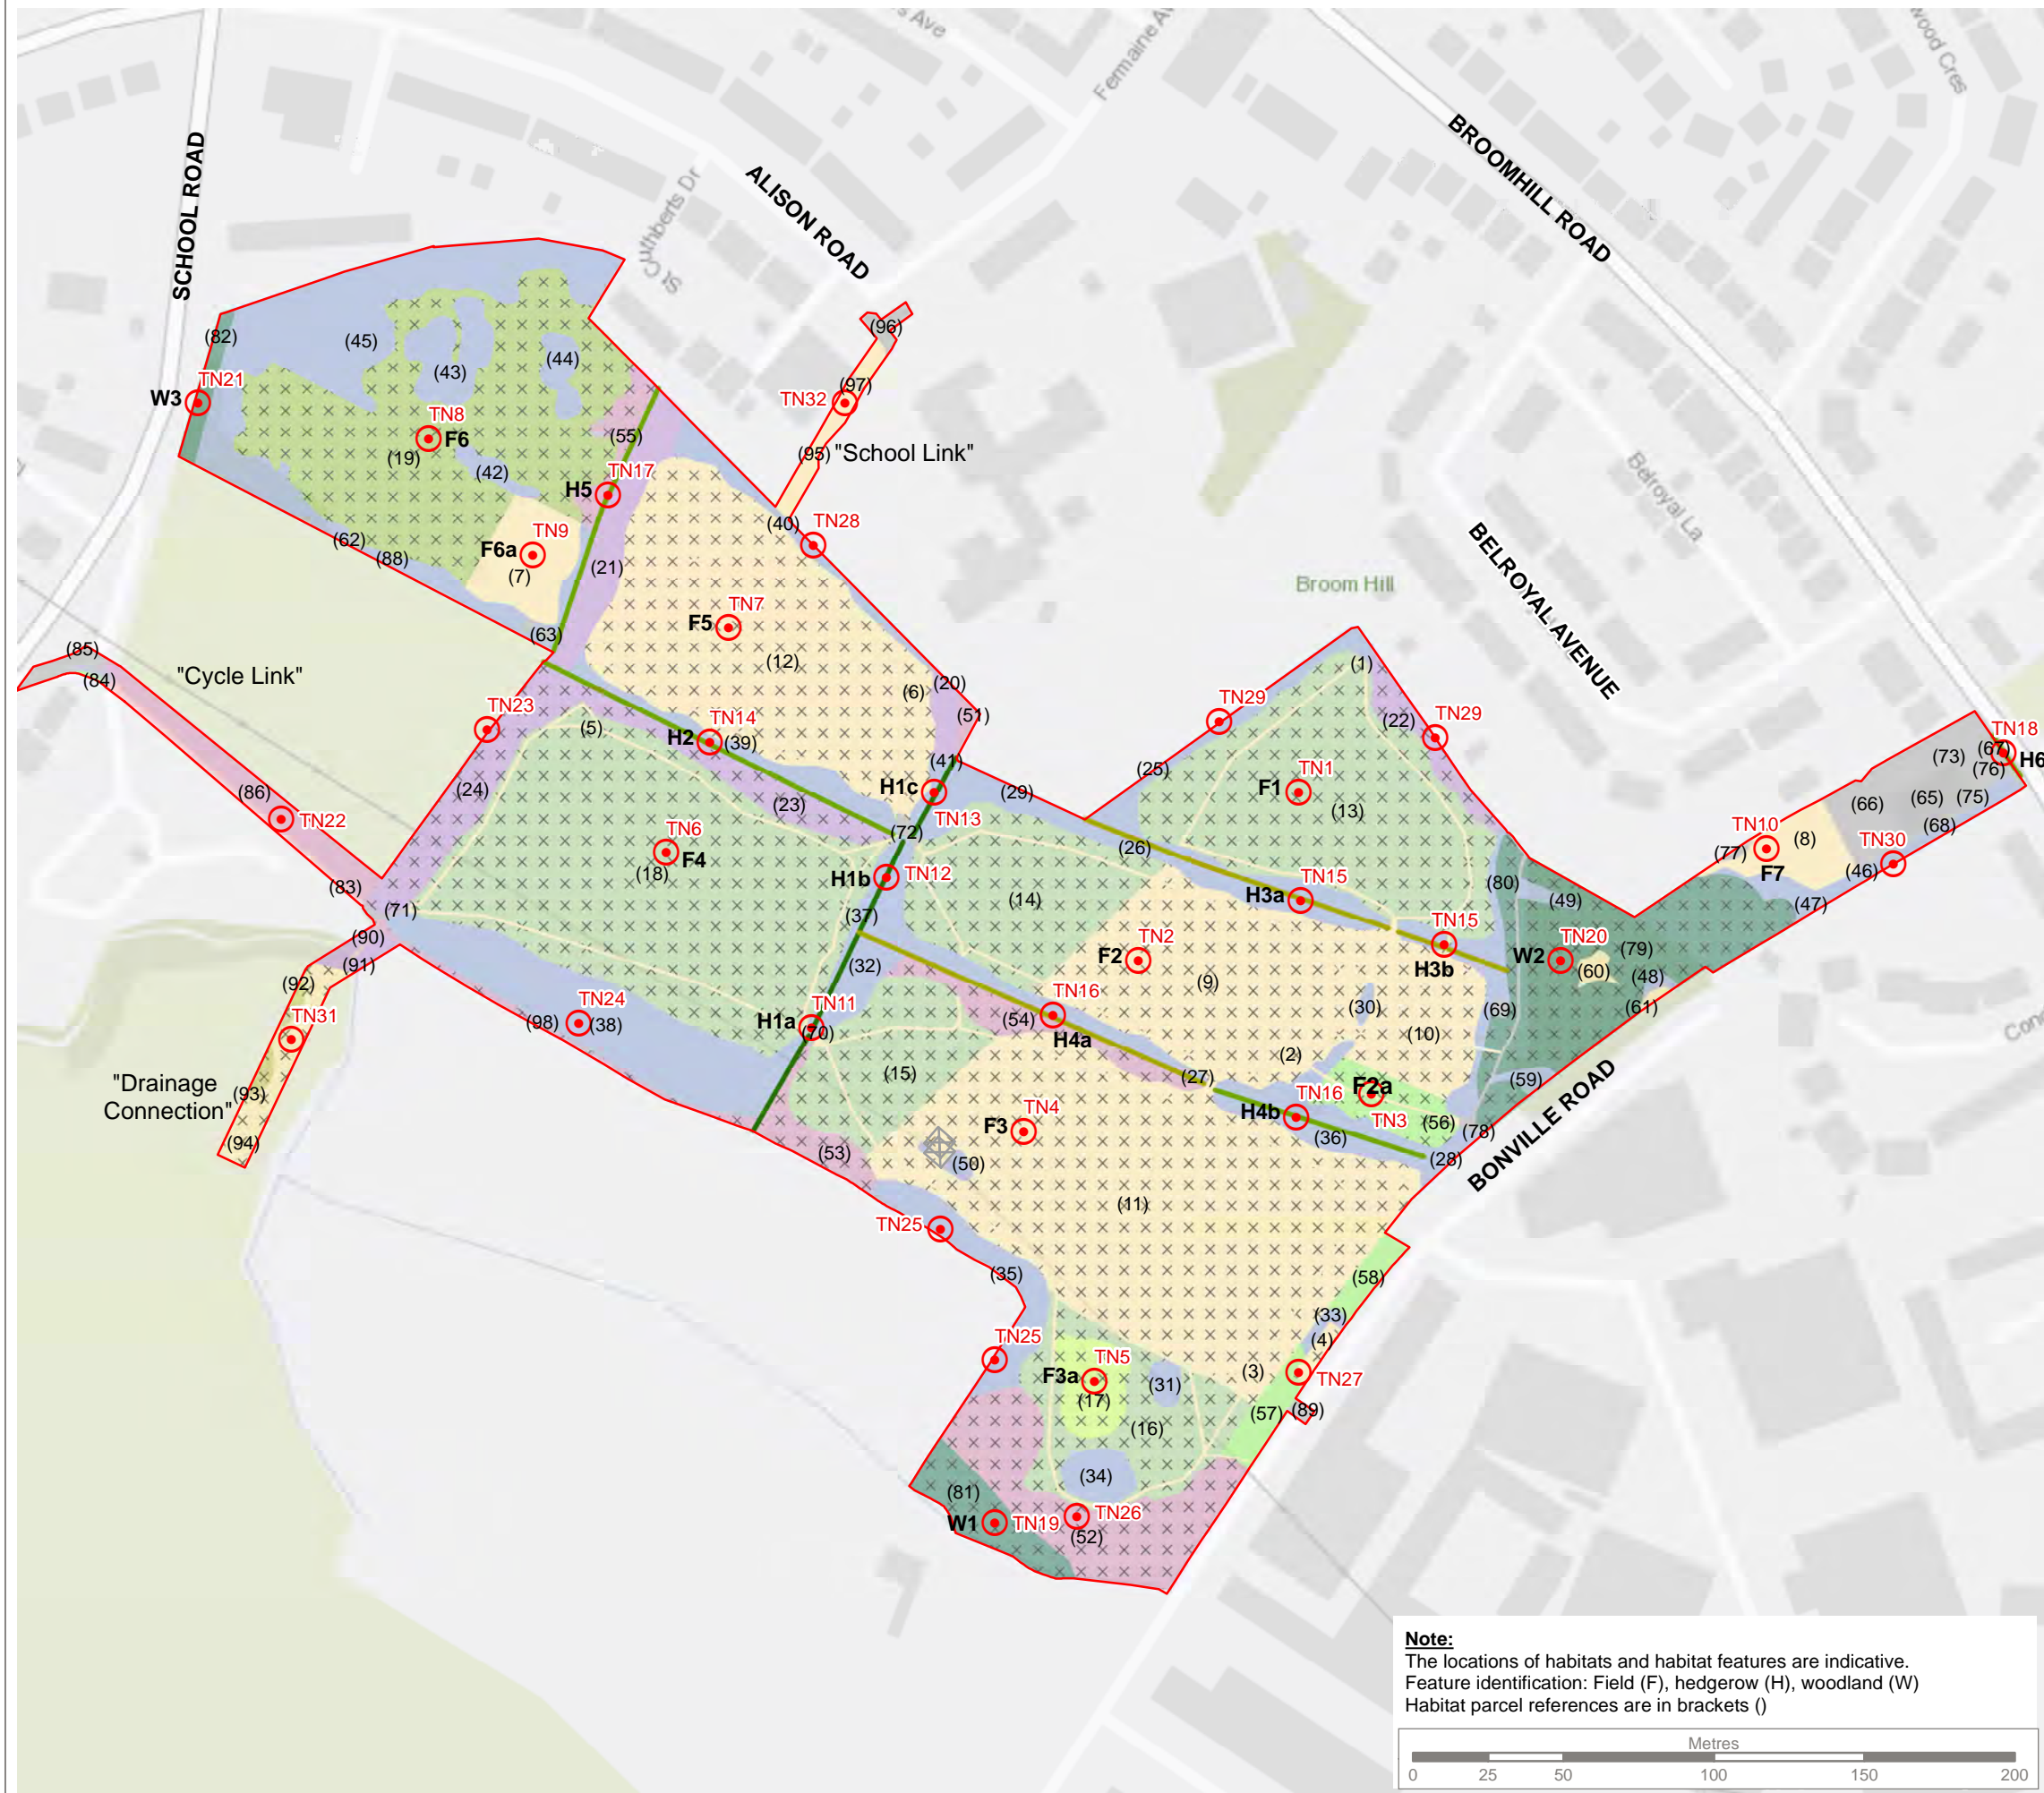 s Ave
Fermaine Av
wood Cres
BROOMHILL ROAD
SCHOOL ROAD
ALISON ROAD
St Cuthberts Dr
(96)
(82)
(45)
(44)
(43)
TN21
W3
TN32
(97)
TN8
F6
(55)
(19)
(42)
(95)
"School Link"
TN17
H5
Belroyal La
(40)
TN28
TN9
F6a
(7)
(62)
(88)
(21)
BELROYAL AVENUE
Broom Hill
TN7
F5
(63)
(85)
(84)
"Cycle Link"
(12)
(1)
(20)
(6)
(51)
TN23
(5)
TN14
H2
(39)
TN29
(22)
TN29
TN18
(67)
H6
(73)
(76)
(41)
(25)
(24)
(86)
TN22
H1c
(29)
TN1
F1
(13)
(23)
TN13
(66)
(65)
(75)
(68)
(72)
(26)
TN10
(8)
(77)
F7
TN30
(46)
TN6
F4
(18)
H1b
TN12
(83)
(71)
(80)
(49)
(47)
(14)
H3a
TN15
(37)
(90)
(91)
(32)
F2
TN2
TN15
H3b
W2
TN20
(79)
(60)
(48)
(92)
(9)
(30)
(69)
(61)
TN31
TN24
(98)
(38)
H1a
TN11
(70)
TN16
(54)
H4a
(10)
(2)
(15)
(27)
(59)
F2a
TN3
"Drainage
Connection"
(93)
(94)
TN4
F3
TN16
H4b
(56)
(36)
(78)
(28)
BONVILLE ROAD
(53)
(50)
(11)
TN25
(35)
(58)
(33)
(4)
TN25
TN5
F3a
(17)
(31)
(3)
TN27
(57)
(89)
(16)
(34)
(81)
W1
TN19
TN26
(52)
Note:
The locations of habitats and habitat features are indicative.
Feature identification: Field (F), hedgerow (H), woodland (W)
Habitat parcel references are in brackets ()
Metres
0 25 50 100 150 200